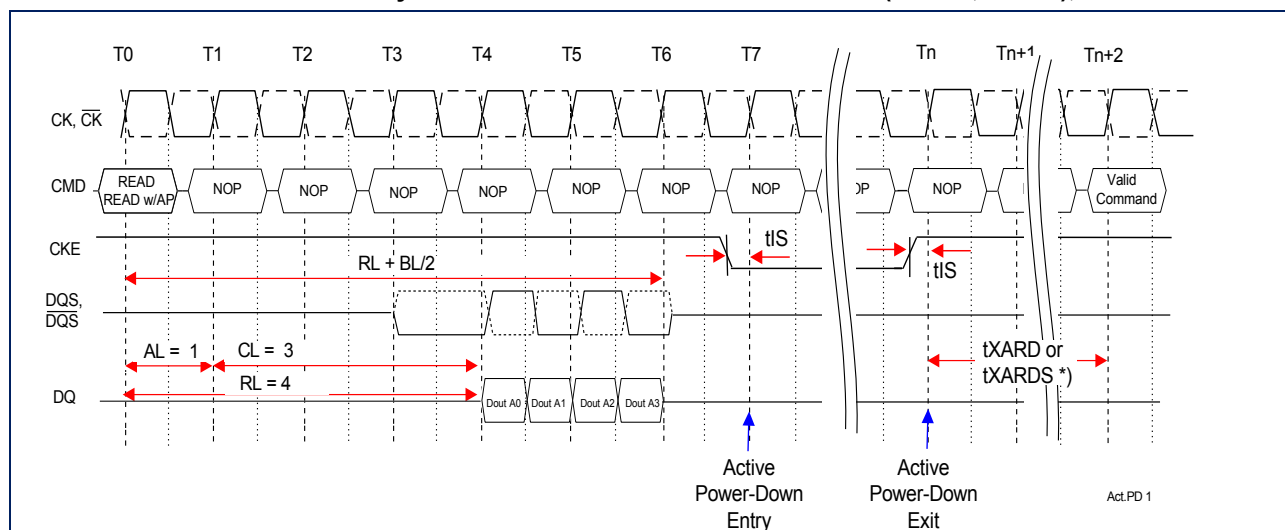 T0 T1 T2 T3 T4 T5 T6 T7 Tn Tn+1 Tn+2
CK, CK
CMD
READ
READ w/AP
NOP NOP NOP NOP NOP NOP NOP NOP
Valid
Command
CKE
tIS
tIS
RL + BL/2
DQS,
DQS
AL = 1 CL = 3
tXARD or
tXARDS *)
RL = 4
DQ
Dout A0 Dout A1 Dout A2 Dout A3
Active
Power-Down
Entry
Active
Power-Down
Exit
Act.PD 1